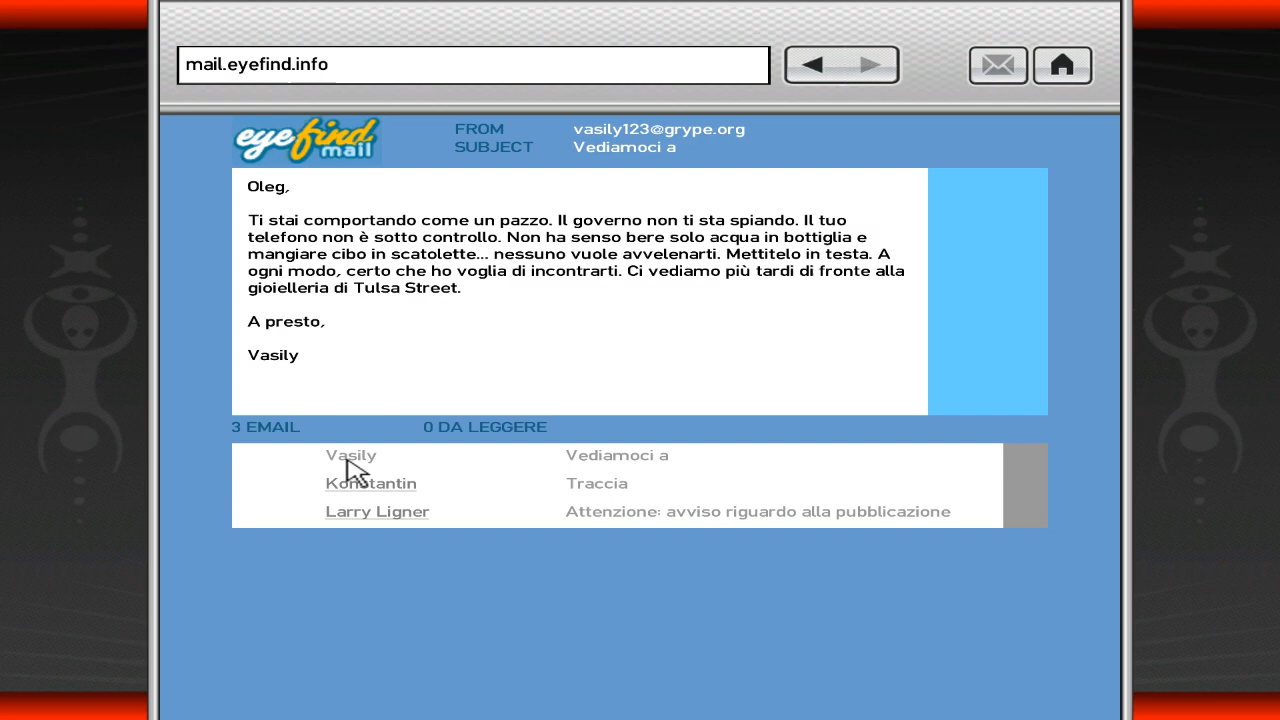 mail.eyefind.info
eyefind mail
FROM vasily123@grype.org
SUBJECT Vediamoci a
Oleg,
Ti stai comportando come un pazzo. Il governo non ti sta spiando. Il tuo
telefono non è sotto controllo. Non ha senso bere solo acqua in bottiglia e
mangiare cibo in scatolette... nessuno vuole avvelenarti. Mettitelo in testa. A
ogni modo, certo che ho voglia di incontrarti. Ci vediamo più tardi di fronte alla
gioielleria di Tulsa Street.
A presto,
Vasily
3 EMAIL 0 DA LEGGERE
Vasily Vediamoci a
Konstantin Traccia
Larry Ligner Attenzione: avviso riguardo alla pubblicazione